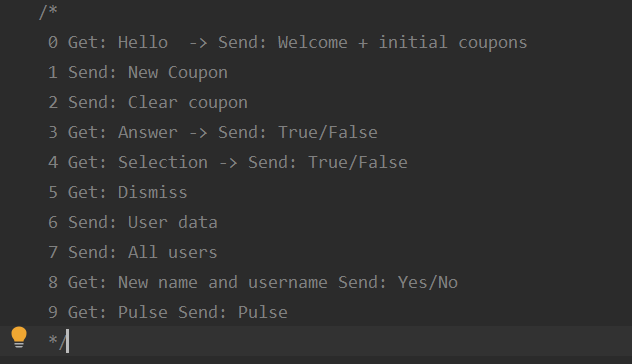 /*
0 Get: Hello  -> Send: Welcome + initial coupons
1 Send: New Coupon
2 Send: Clear coupon
3 Get: Answer -> Send: True/False
4 Get: Selection -> Send: True/False
5 Get: Dismiss
6 Send: User data
7 Send: All users
8 Get: New name and username Send: Yes/No
9 Get: Pulse Send: Pulse
*/